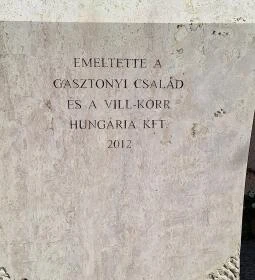 EMELTETTE A
GASZTONYI CSALÁD
ÉS A VILL-KORR
HUNGÁRIA KFT.
2012